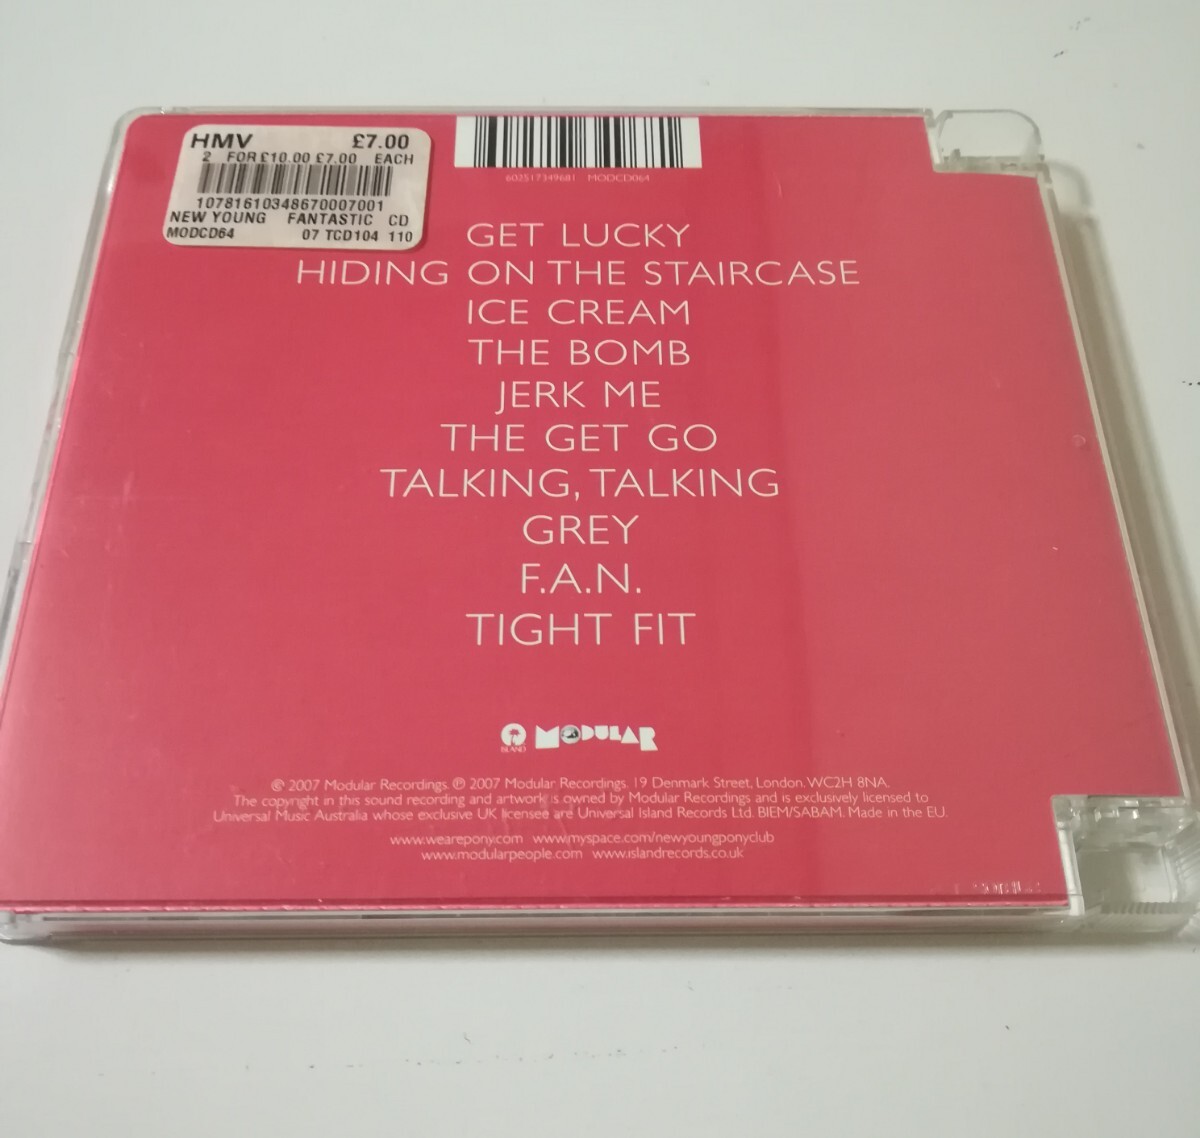 HMV £7.00
2 FOR £10.00 £7.00 EACH
10781610348670007001
NEW YOUNG FANTASTIC CD
MODCD64 07 TCD104 110
602517349681 MODCD064
GET LUCKY
HIDING ON THE STAIRCASE
ICE CREAM
THE BOMB
JERK ME
THE GET GO
TALKING, TALKING
GREY
F.A.N.
TIGHT FIT
ISLAND MODULAR
© 2007 Modular Recordings. ℗ 2007 Modular Recordings. 19 Denmark Street, London. WC2H 8NA.
The copyright in this sound recording and artwork is owned by Modular Recordings and is exclusively licensed to
Universal Music Australia whose exclusive UK licensee are Universal Island Records Ltd. BIEM/SABAM. Made in the EU.
www.wearepony.com www.myspace.com/newyoungponyclub
www.modularpeople.com www.islandrecords.co.uk